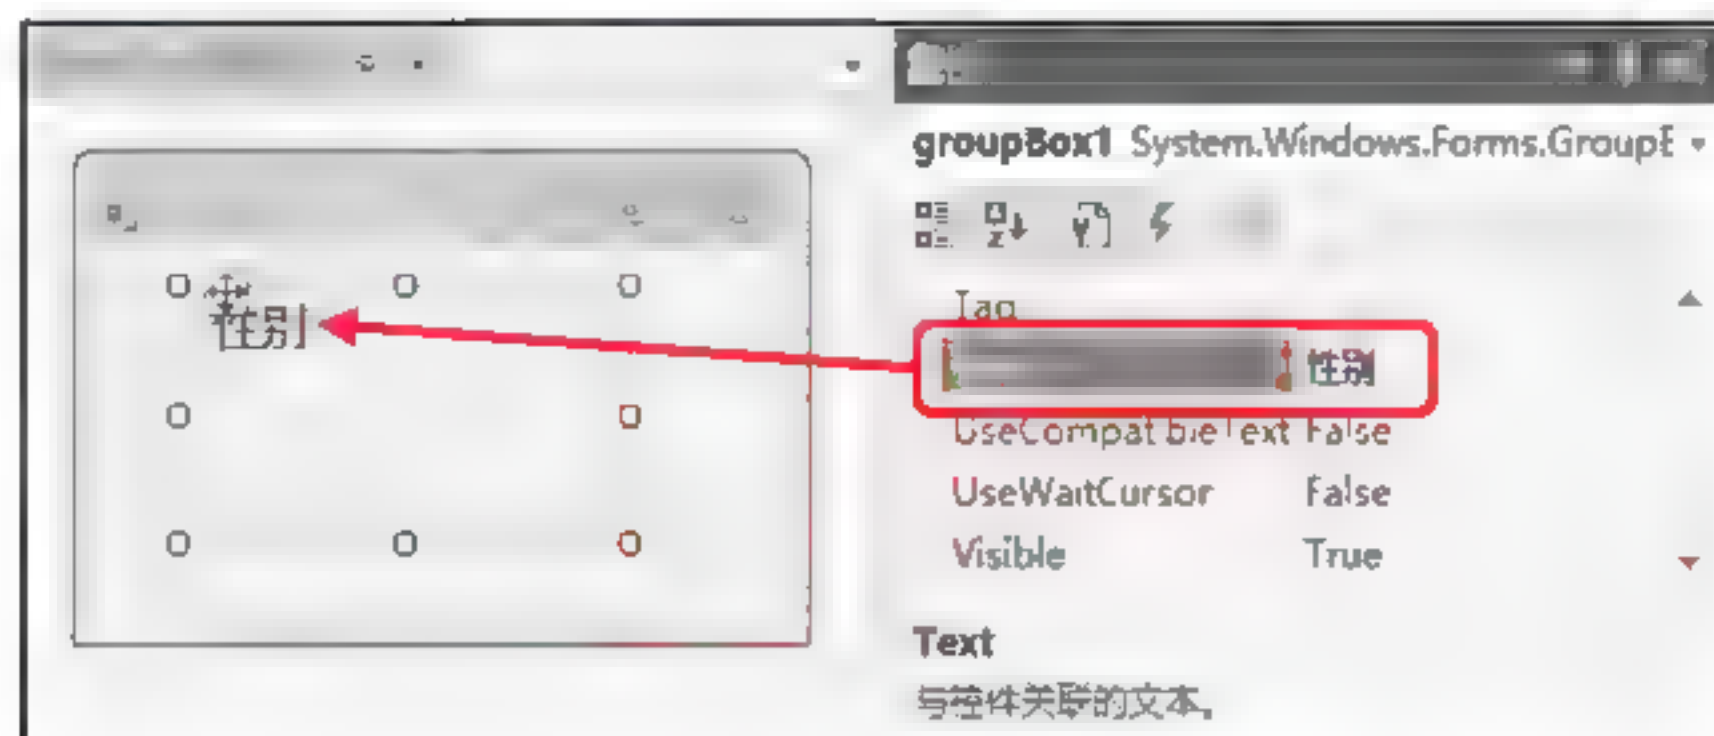 groupBox1 System.Windows.Forms.GroupB
性别
Tag
性别
UseCompatibleText False
UseWaitCursor False
Visible True
Text
与控件关联的文本。